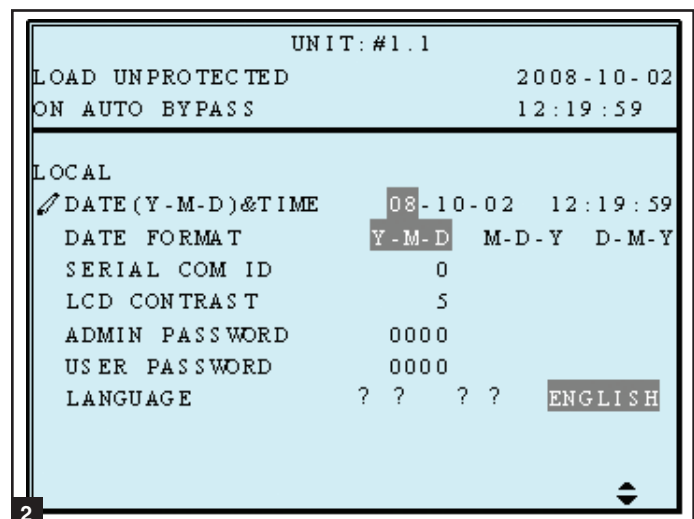 UNIT:#1.1
LOAD UNPROTECTED 2008-10-02
ON AUTO BYPASS 12:19:59
LOCAL
DATE(Y-M-D)&TIME 08-10-02 12:19:59
DATE FORMAT Y-M-D M-D-Y D-M-Y
SERIAL COM ID 0
LCD CONTRAST 5
ADMIN PASSWORD 0000
USER PASSWORD 0000
LANGUAGE ? ? ? ? ENGLISH
2